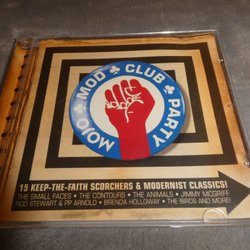 MOJO MOD CLUB PARTY
15 KEEP-THE-FAITH SCORCHERS & MODERNIST CLASSICS!
THE SMALL FACES • THE CONTOURS • THE ANIMALS • JIMMY MCGRIFF
ROD STEWART & PP ARNOLD • BRENDA HOLLOWAY • THE BIRDS AND MORE!